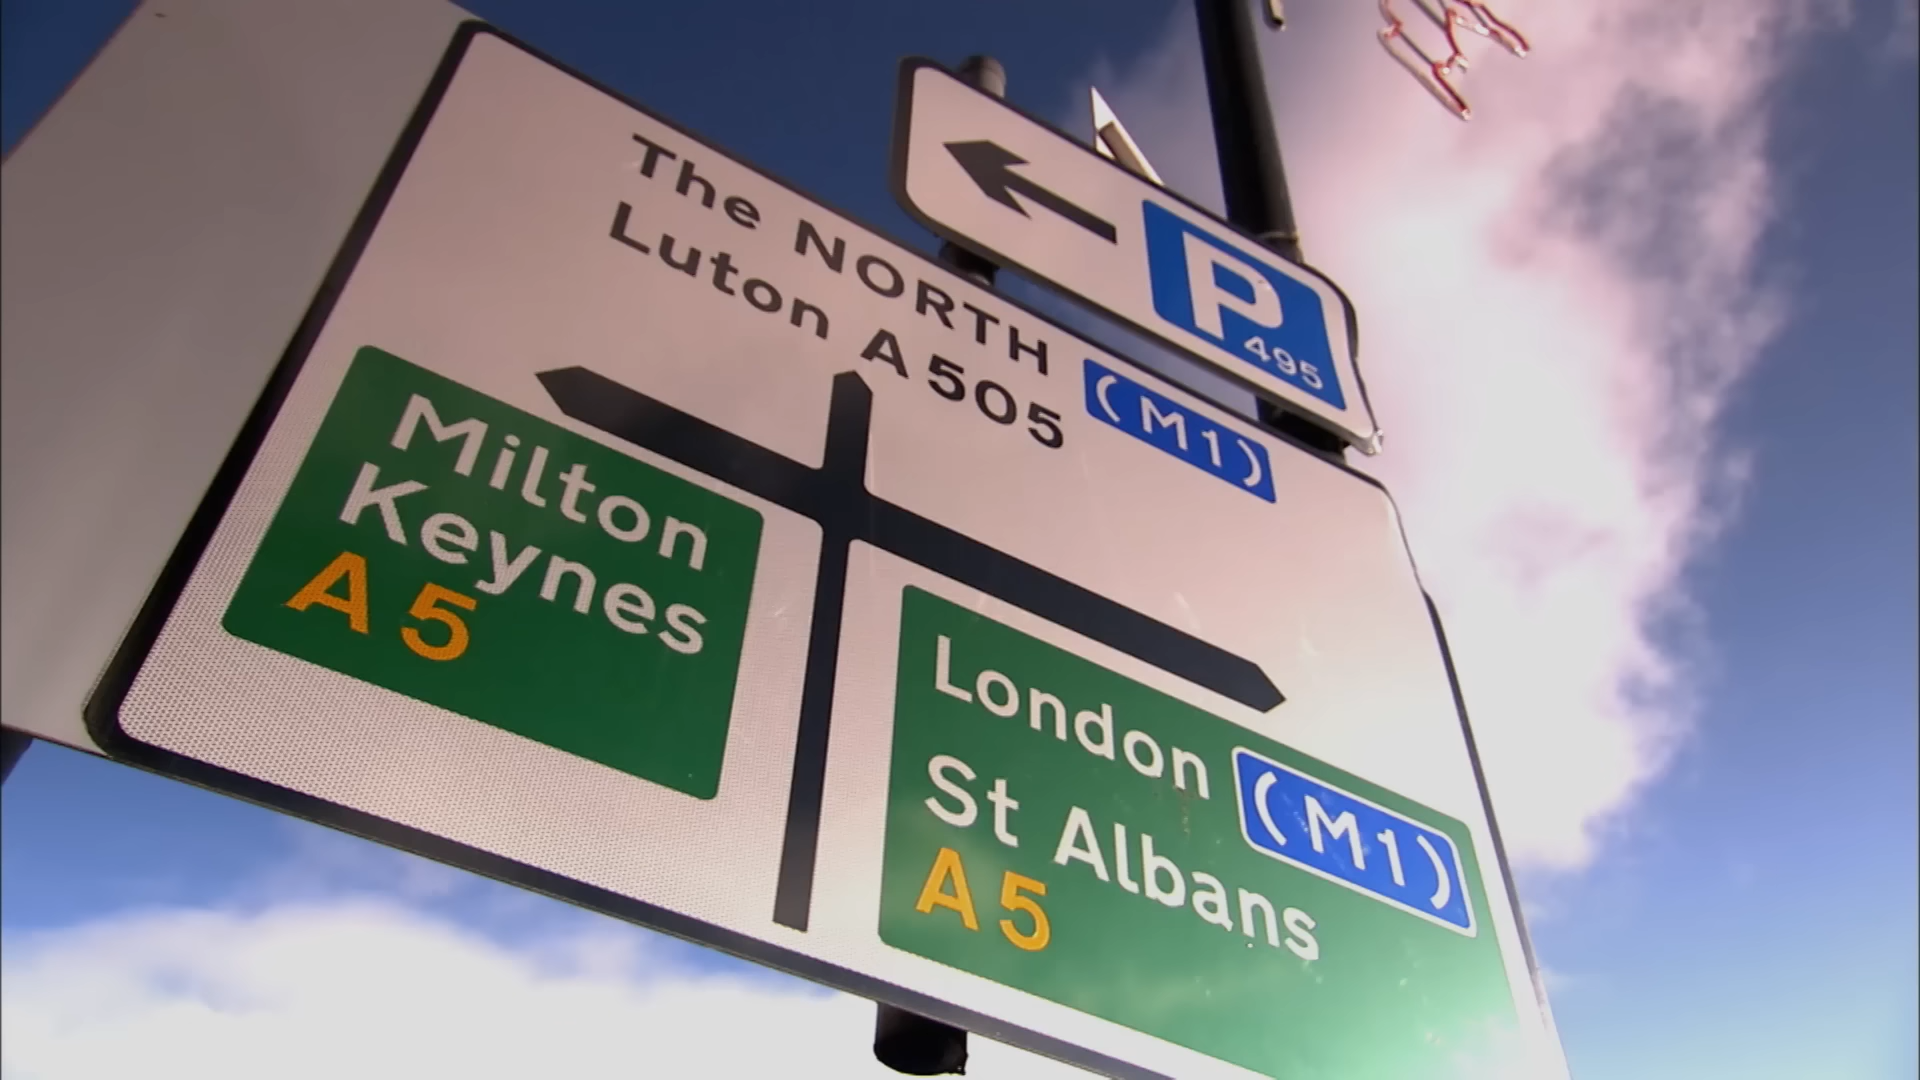 P
495
The NORTH
(M1)
Luton A505
Milton
Keynes
A5
London (M1)
St Albans
A5